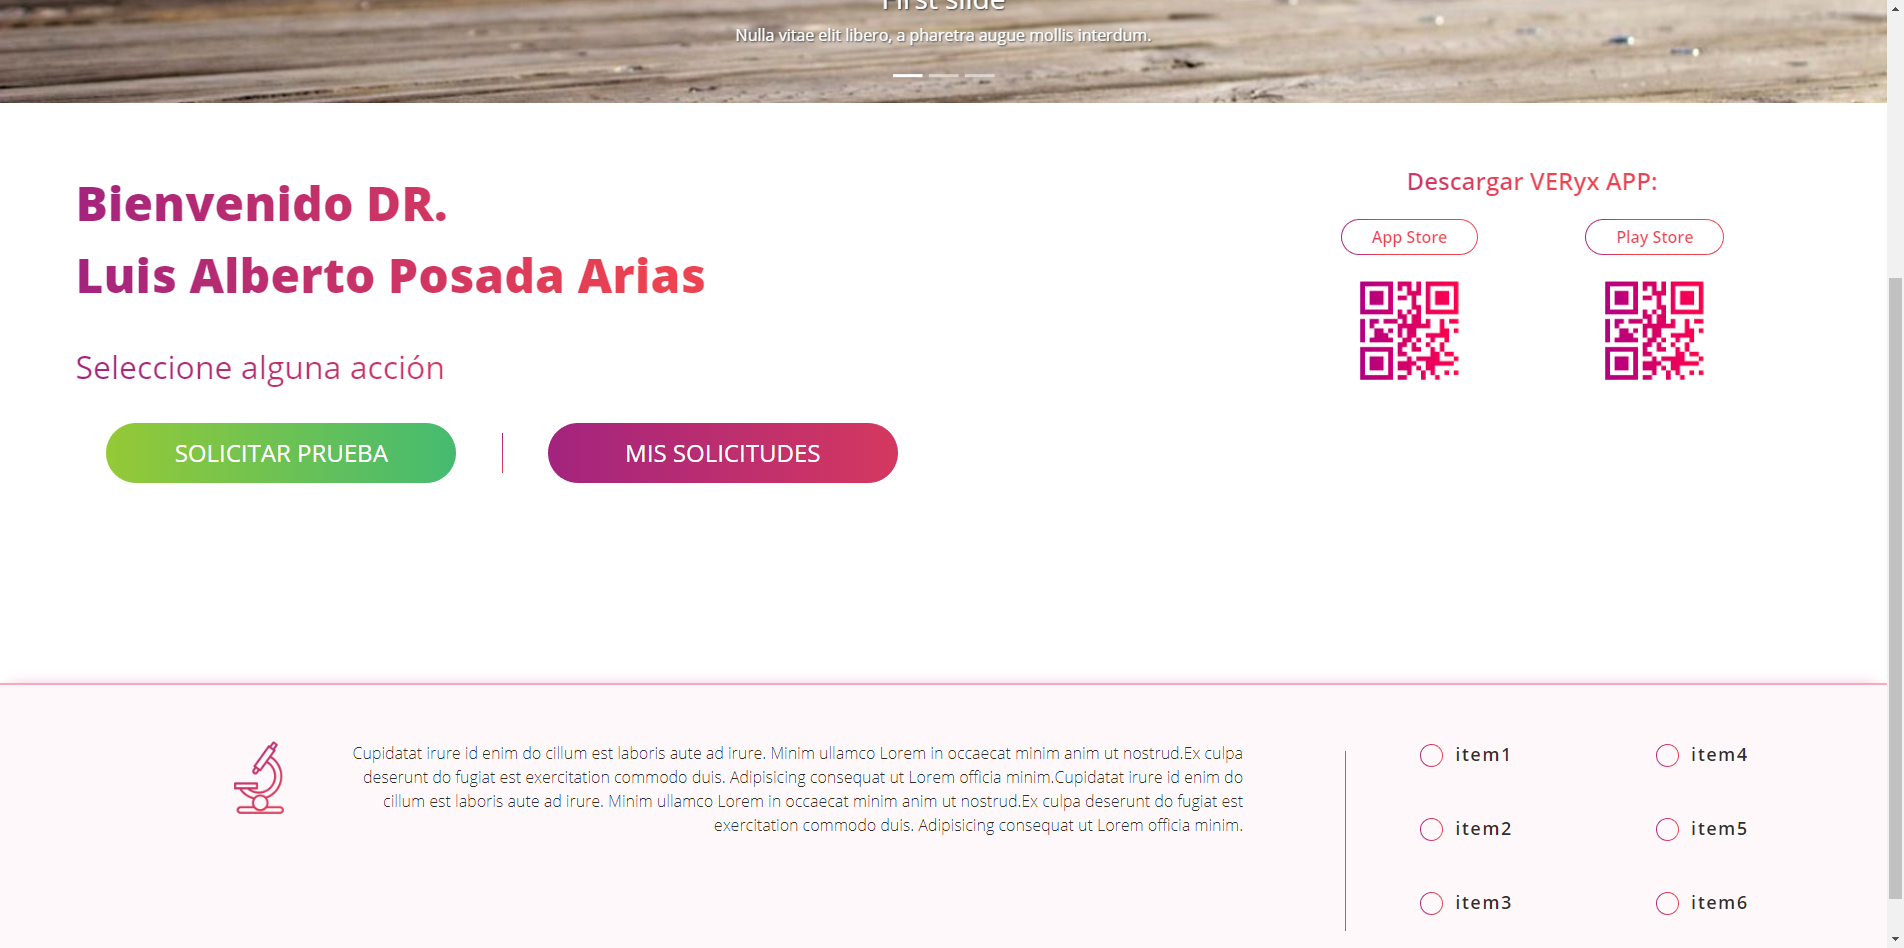 First slide
Nulla vitae elit libero, a pharetra augue mollis interdum.
Bienvenido DR.
Luis Alberto Posada Arias
Seleccione alguna acción
SOLICITAR PRUEBA
MIS SOLICITUDES
Descargar VERyx APP:
App Store
Play Store
Cupidatat irure id enim do cillum est laboris aute ad irure. Minim ullamco Lorem in occaecat minim anim ut nostrud.Ex culpa
deserunt do fugiat est exercitation commodo duis. Adipisicing consequat ut Lorem officia minim.Cupidatat irure id enim do
cillum est laboris aute ad irure. Minim ullamco Lorem in occaecat minim anim ut nostrud.Ex culpa deserunt do fugiat est
exercitation commodo duis. Adipisicing consequat ut Lorem officia minim.
item1
item2
item3
item4
item5
item6